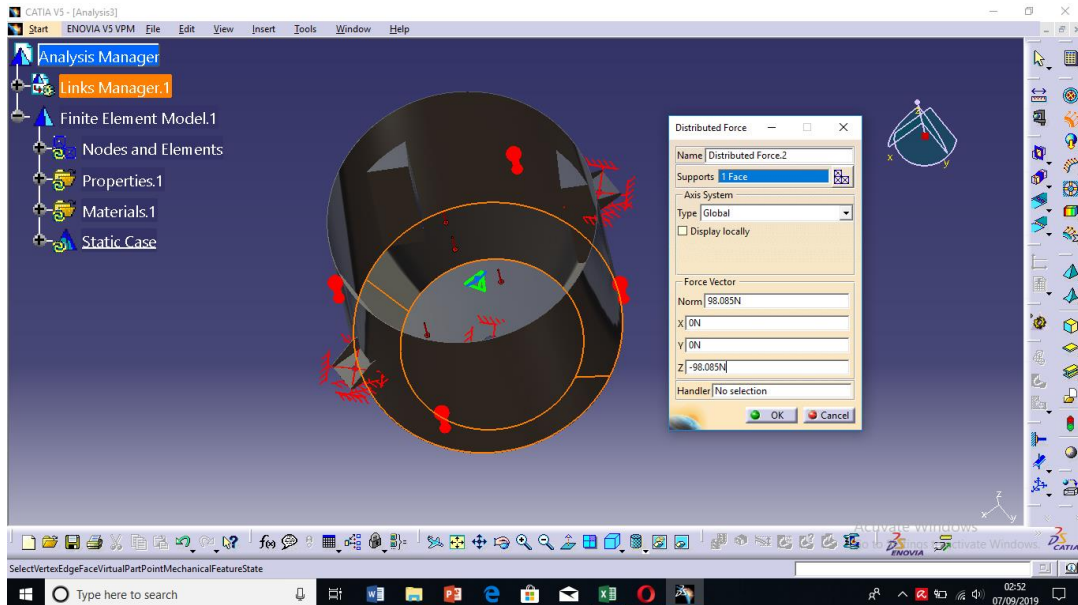 CATIA V5 - [Analysis3]
Start ENOVIA V5 VPM File Edit View Insert Tools Window Help
Analysis Manager
Links Manager.1
Finite Element Model.1
Nodes and Elements
Properties.1
Materials.1
Static Case
Distributed Force
Name Distributed Force.2
Supports 1 Face
Axis System
Type Global
Display locally
Force Vector
Norm 98.085N
X 0N
Y 0N
Z -98.085N
Handler No selection
OK Cancel
z
x
y
z
x y
Activate Windows
f(x)
ENOVIA
CATIA
SelectVertexEdgeFaceVirtualPartPointMechanicalFeatureState
Type here to search
02:52
07/09/2019